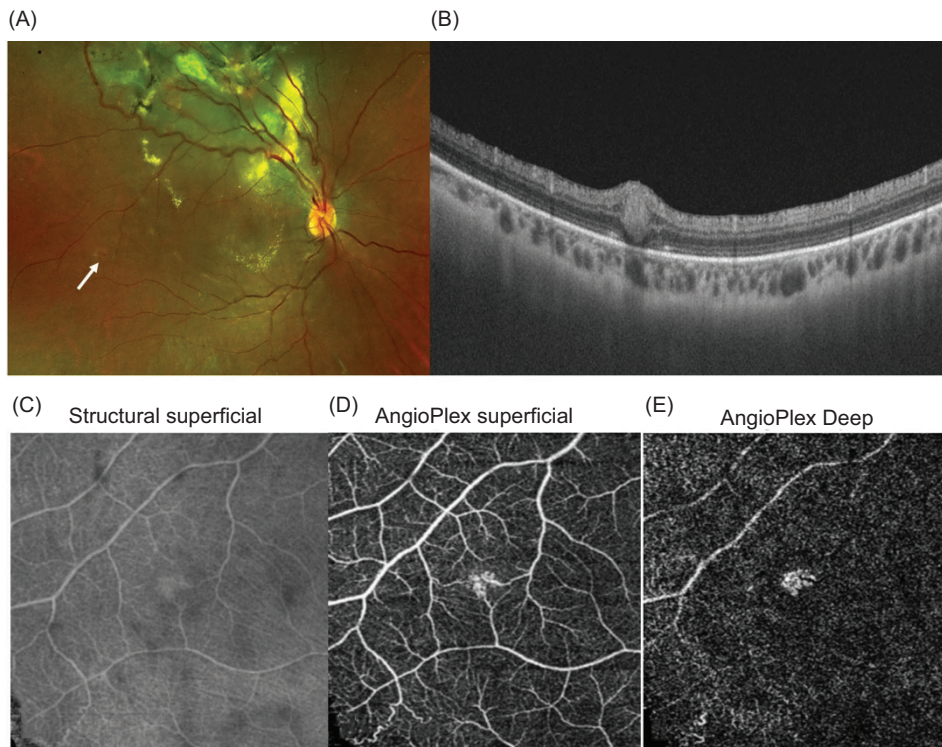 (A)
(B)
(C) Structural superficial
(D) AngioPlex superficial
(E) AngioPlex Deep